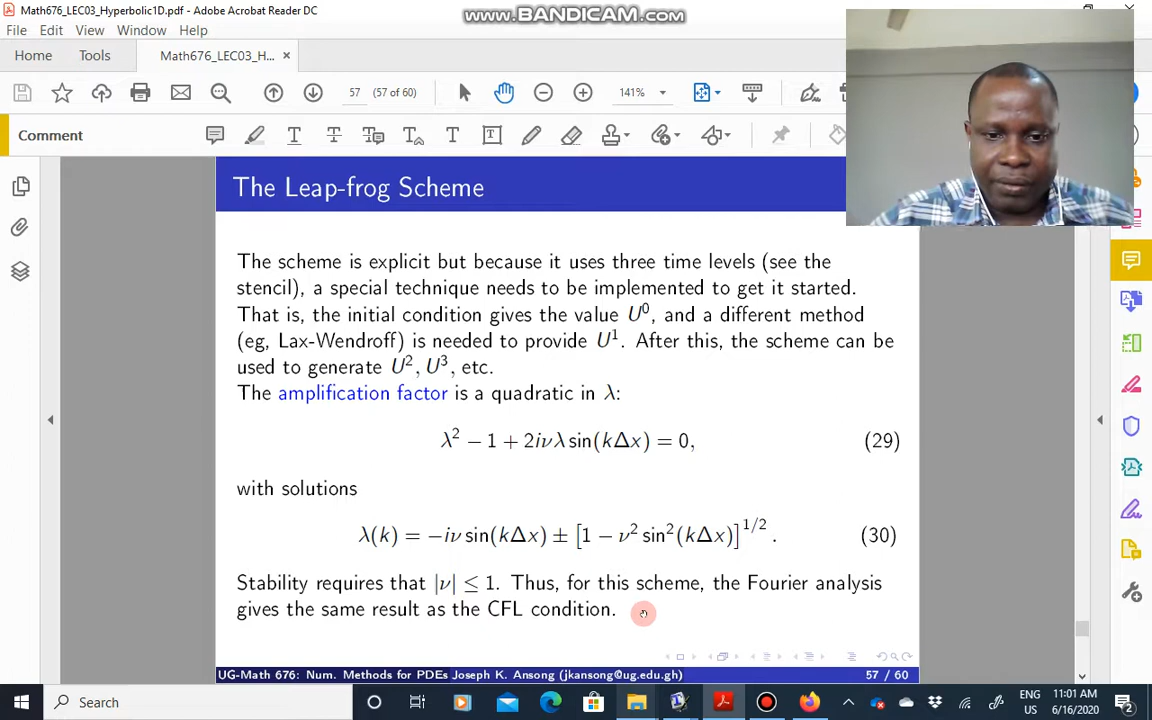 Math676_LEC03_Hyperbolic1D.pdf - Adobe Acrobat Reader DC
www.BANDICAM.com
File Edit View Window Help
Home Tools Math676_LEC03_H... ×
57 (57 of 60) 141%
Comment
The Leap-frog Scheme
The scheme is explicit but because it uses three time levels (see the
stencil), a special technique needs to be implemented to get it started.
That is, the initial condition gives the value U⁰, and a different method
(eg, Lax-Wendroff) is needed to provide U¹. After this, the scheme can be
used to generate U², U³, etc.
The amplification factor is a quadratic in λ:
λ² − 1 + 2iνλ sin(kΔx) = 0, (29)
with solutions
λ(k) = −iν sin(kΔx) ± [1 − ν² sin²(kΔx)]^{1/2}. (30)
Stability requires that |ν| ≤ 1. Thus, for this scheme, the Fourier analysis
gives the same result as the CFL condition.
UG-Math 676: Num. Methods for PDEs Joseph K. Ansong (jkansong@ug.edu.gh) 57 / 60
Search
ENG
US
11:01 AM
6/16/2020
2